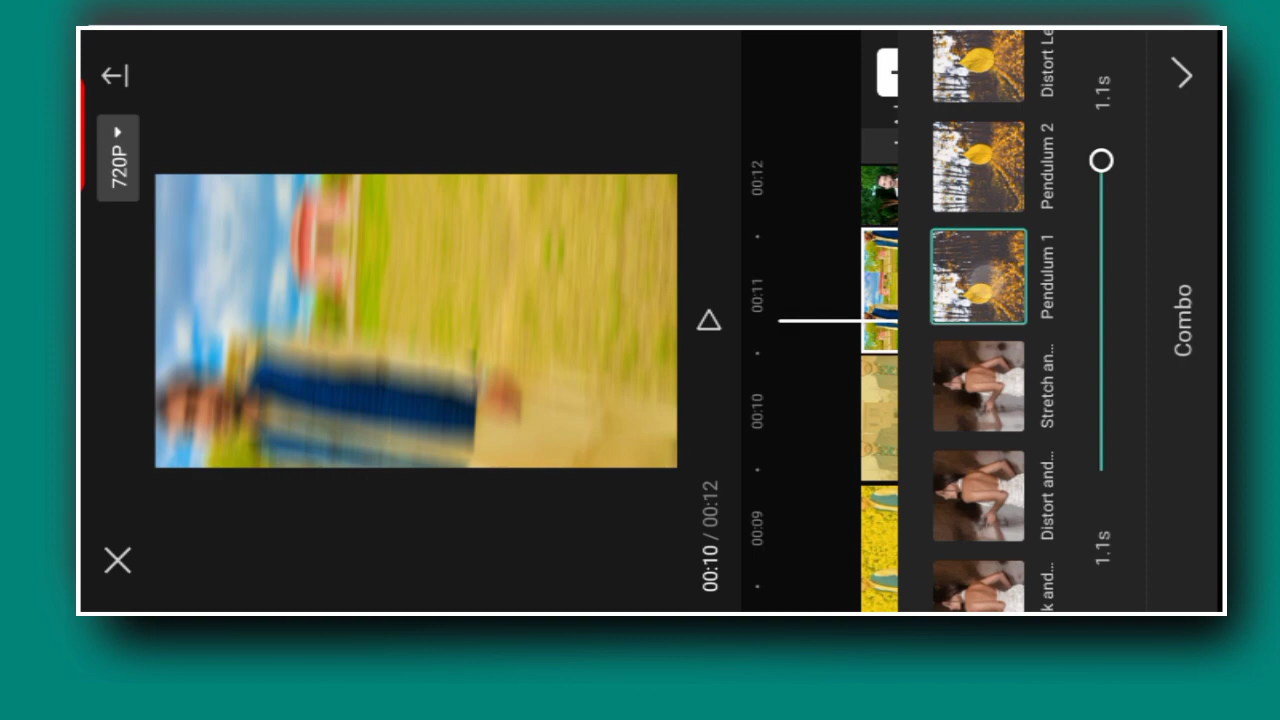 720P
00:10 / 00:12
00:09
00:10
00:11
00:12
k and...
Distort and...
Stretch an...
Pendulum 1
Pendulum 2
Distort Le
1.1s
1.1s
Combo